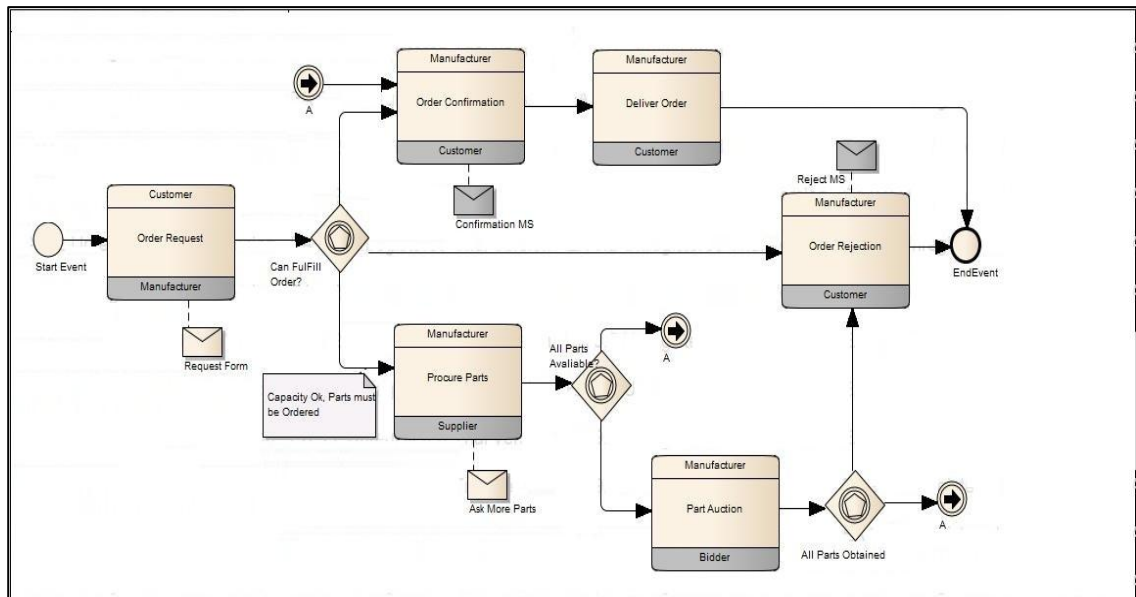 Manufacturer
Order Confirmation
Customer
Confirmation MS
A
Manufacturer
Deliver Order
Customer
Reject MS
Manufacturer
Order Rejection
Customer
EndEvent
Start Event
Customer
Order Request
Manufacturer
Request Form
Can FulFill
Order?
Capacity Ok, Parts must
be Ordered
Manufacturer
Procure Parts
Supplier
Ask More Parts
All Parts
Avaliable?
A
Manufacturer
Part Auction
Bidder
All Parts Obtained
A